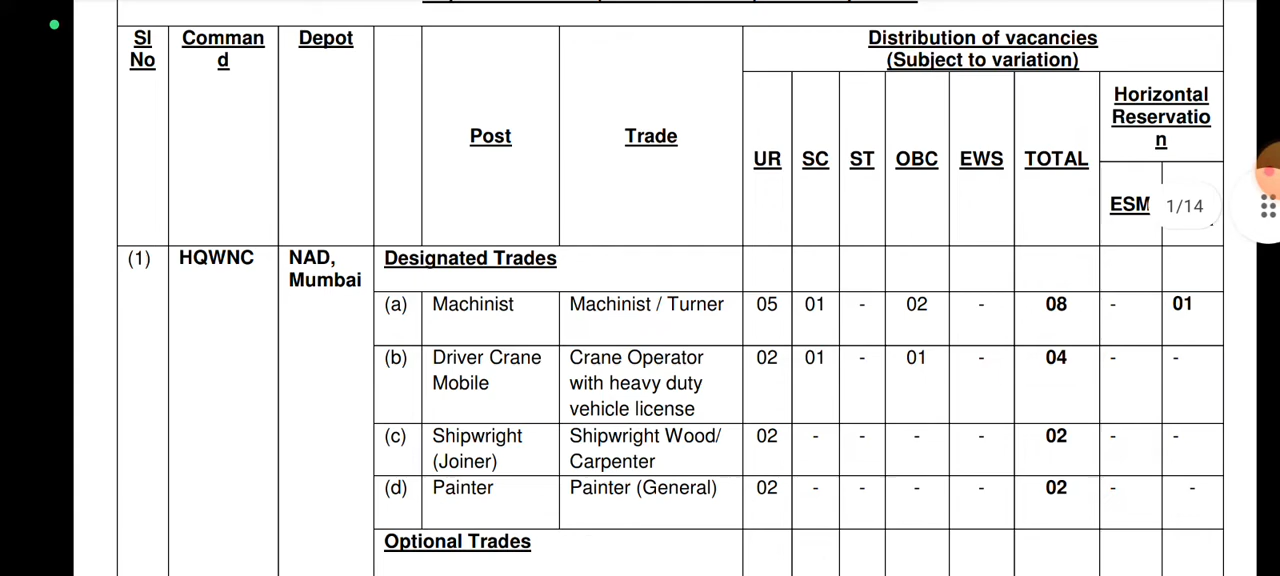 Sl No Command Depot Post Trade Distribution of vacancies
(Subject to variation)
UR SC ST OBC EWS TOTAL Horizontal Reservation
ESM 1/14
(1) HQWNC NAD, Mumbai Designated Trades
(a) Machinist Machinist / Turner 05 01 - 02 - 08 - 01
(b) Driver Crane Mobile Crane Operator with heavy duty vehicle license 02 01 - 01 - 04 - -
(c) Shipwright (Joiner) Shipwright Wood/ Carpenter 02 - - - - 02 - -
(d) Painter Painter (General) 02 - - - - 02 - -
Optional Trades